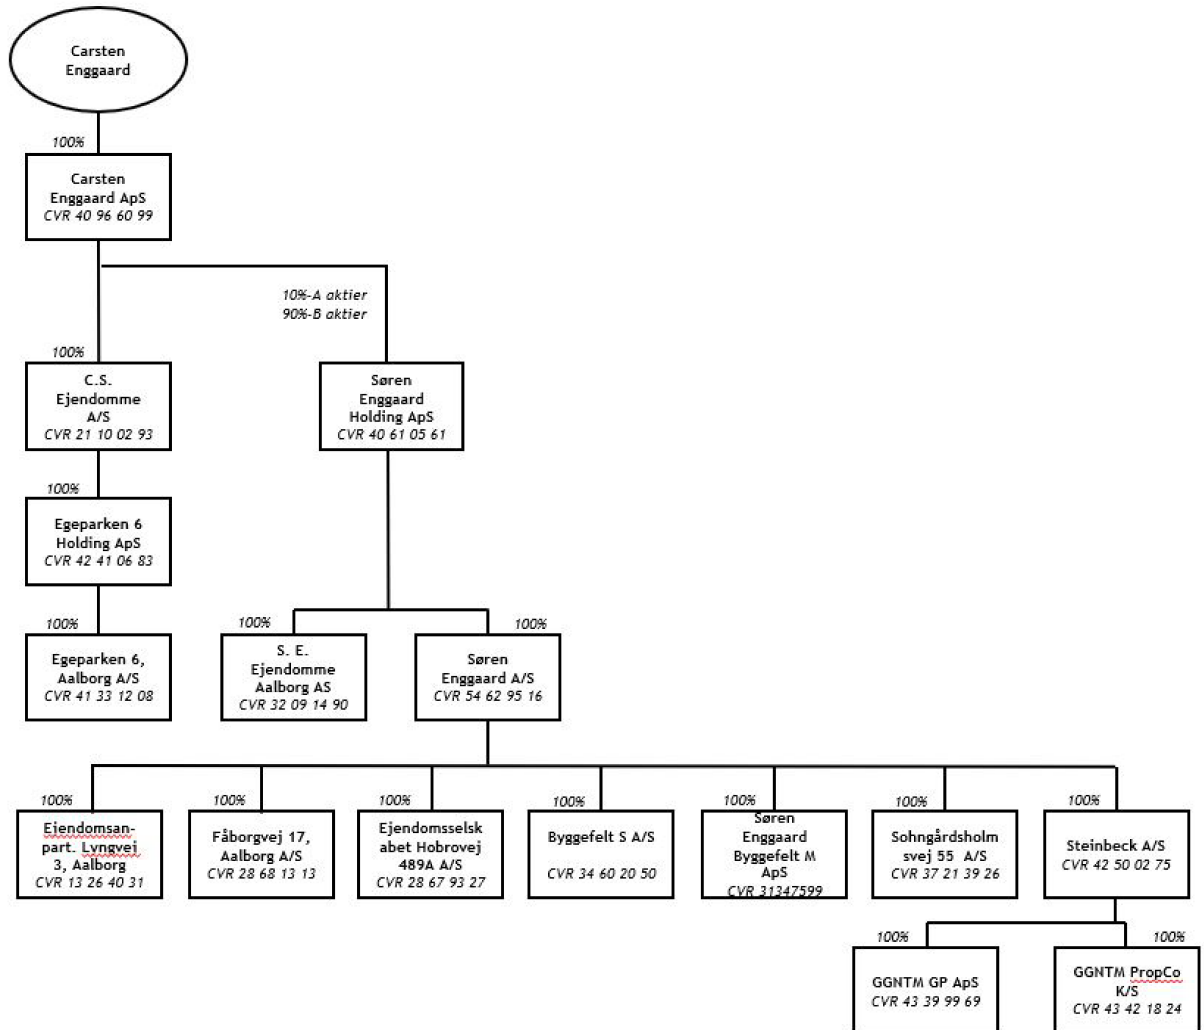 Carsten
Enggaard
100%
Carsten
Enggaard ApS
CVR 40 96 60 99
10%-A aktier
90%-B aktier
100%
C.S.
Ejendomme
A/S
CVR 21 10 02 93
Søren
Enggaard
Holding ApS
CVR 40 61 05 61
100%
Egeparken 6
Holding ApS
CVR 42 41 06 83
100%
Egeparken 6,
Aalborg A/S
CVR 41 33 12 08
100%
S. E.
Ejendomme
Aalborg AS
CVR 32 09 14 90
100%
Søren
Enggaard A/S
CVR 54 62 95 16
100%
Ejendomsan-
part. Lyngvej
3, Aalborg
CVR 13 26 40 31
100%
Fåborgvej 17,
Aalborg A/S
CVR 28 68 13 13
100%
Ejendomsselsk
abet Hobrovej
489A A/S
CVR 28 67 93 27
100%
Byggefelt S A/S
CVR 34 60 20 50
100%
Søren
Enggaard
Byggefelt M
ApS
CVR 31347599
100%
Sohngårdsholm
svej 55 A/S
CVR 37 21 39 26
100%
Steinbeck A/S
CVR 42 50 02 75
100%
GGNTM GP ApS
CVR 43 39 99 69
100%
GGNTM PropCo
K/S
CVR 43 42 18 24